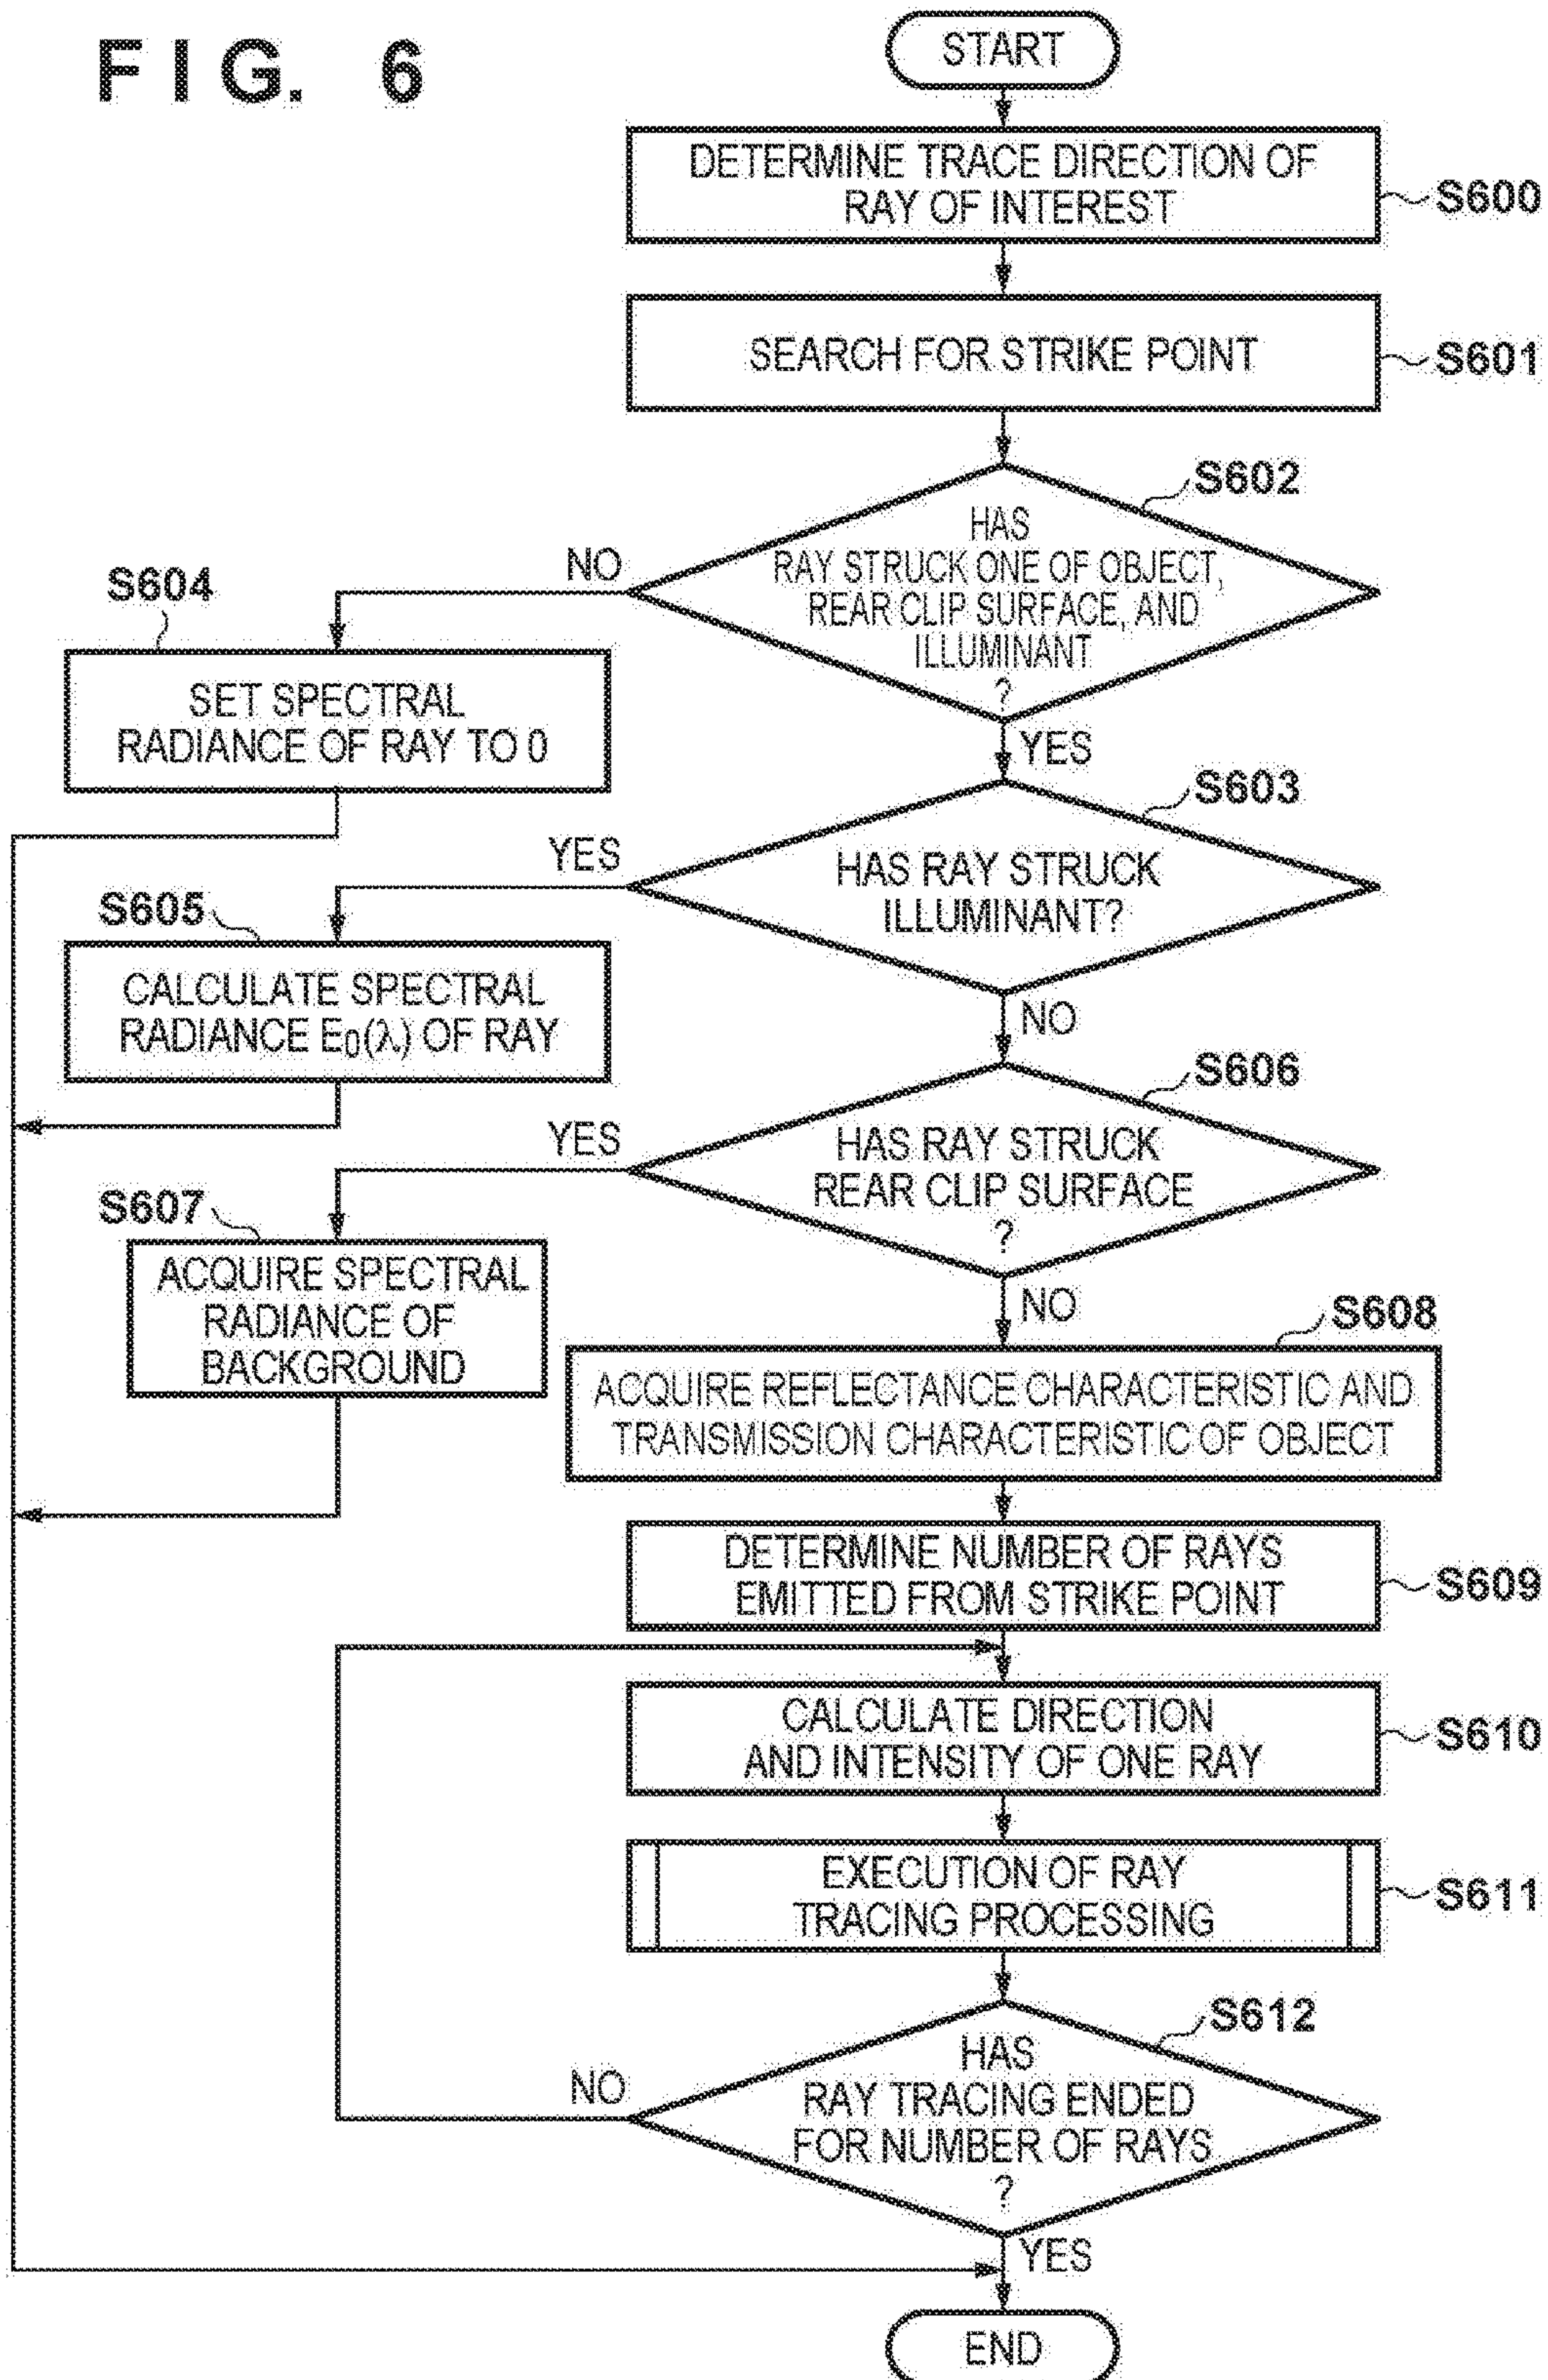 FIG. 6
START
DETERMINE TRACE DIRECTION OF
RAY OF INTEREST
S600
SEARCH FOR STRIKE POINT
S601
S602
HAS
RAY STRUCK ONE OF OBJECT,
REAR CLIP SURFACE, AND
ILLUMINANT
?
NO
YES
S604
SET SPECTRAL
RADIANCE OF RAY TO 0
S603
HAS RAY STRUCK
ILLUMINANT?
YES
NO
S605
CALCULATE SPECTRAL
RADIANCE E0(λ) OF RAY
S606
HAS RAY STRUCK
REAR CLIP SURFACE
?
YES
NO
S607
ACQUIRE SPECTRAL
RADIANCE OF
BACKGROUND
S608
ACQUIRE REFLECTANCE CHARACTERISTIC AND
TRANSMISSION CHARACTERISTIC OF OBJECT
DETERMINE NUMBER OF RAYS
EMITTED FROM STRIKE POINT
S609
CALCULATE DIRECTION
AND INTENSITY OF ONE RAY
S610
EXECUTION OF RAY
TRACING PROCESSING
S611
S612
HAS
RAY TRACING ENDED
FOR NUMBER OF RAYS
?
NO
YES
END